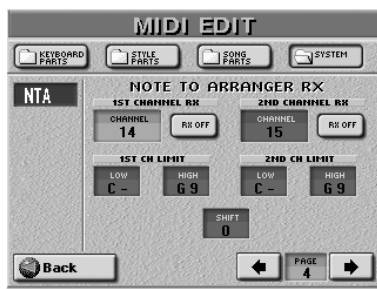 MIDI EDIT
KEYBOARD PARTS
STYLE PARTS
SONG PARTS
SYSTEM
NTA
NOTE TO ARRANGER RX
1ST CHANNEL RX
2ND CHANNEL RX
CHANNEL
14
RX OFF
CHANNEL
15
RX OFF
1ST CH LIMIT
2ND CH LIMIT
LOW
C -
HIGH
G 9
LOW
C -
HIGH
G 9
SHIFT
0
Back
PAGE
4